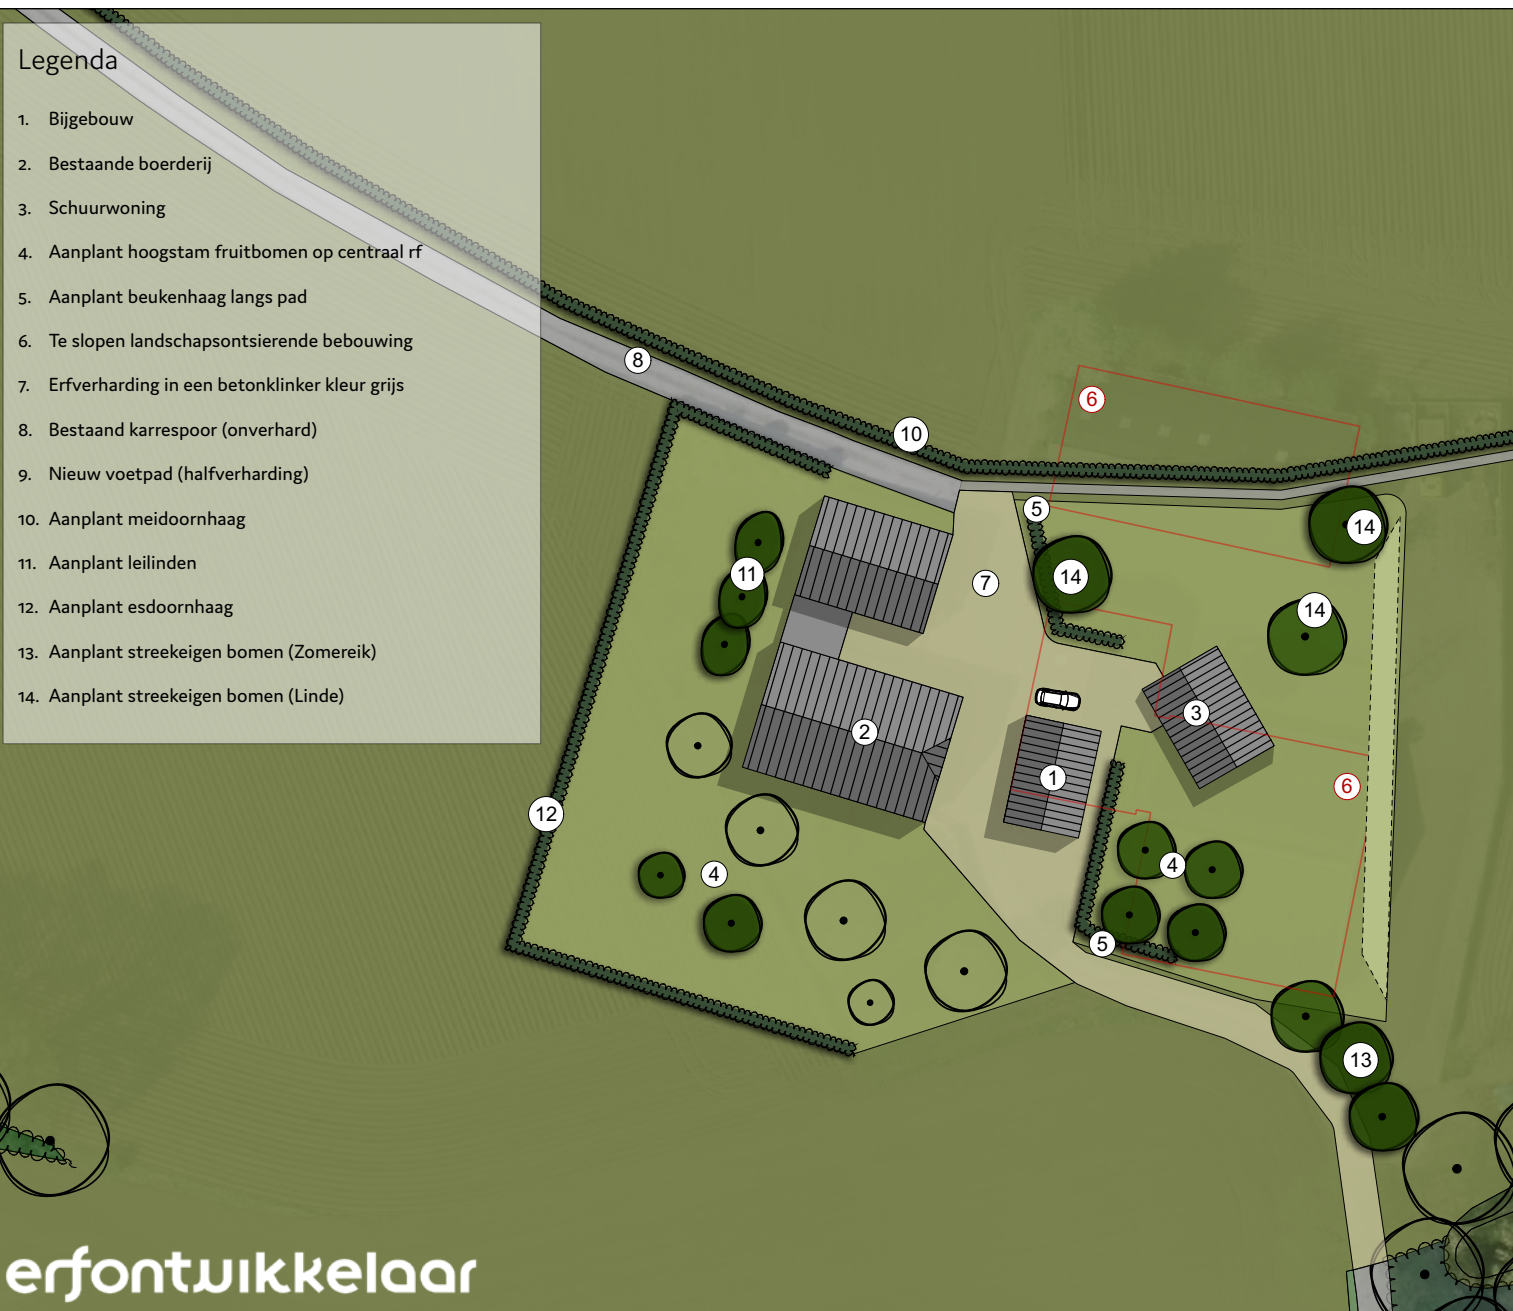 Legenda
1. Bijgebouw
2. Bestaande boerderij
3. Schuurwoning
4. Aanplant hoogstam fruitbomen op centraal rf
5. Aanplant beukenhaag langs pad
6. Te slopen landschapsontsierende bebouwing
7. Erfverharding in een betonklinker kleur grijs
8. Bestaand karrespoor (onverhard)
9. Nieuw voetpad (halfverharding)
10. Aanplant meidoornhaag
11. Aanplant leilinden
12. Aanplant esdoornhaag
13. Aanplant streekeigen bomen (Zomereik)
14. Aanplant streekeigen bomen (Linde)
8
6
10
5
14
14
11
7
14
3
2
1
6
12
4
4
5
13
erfontwikkelaar